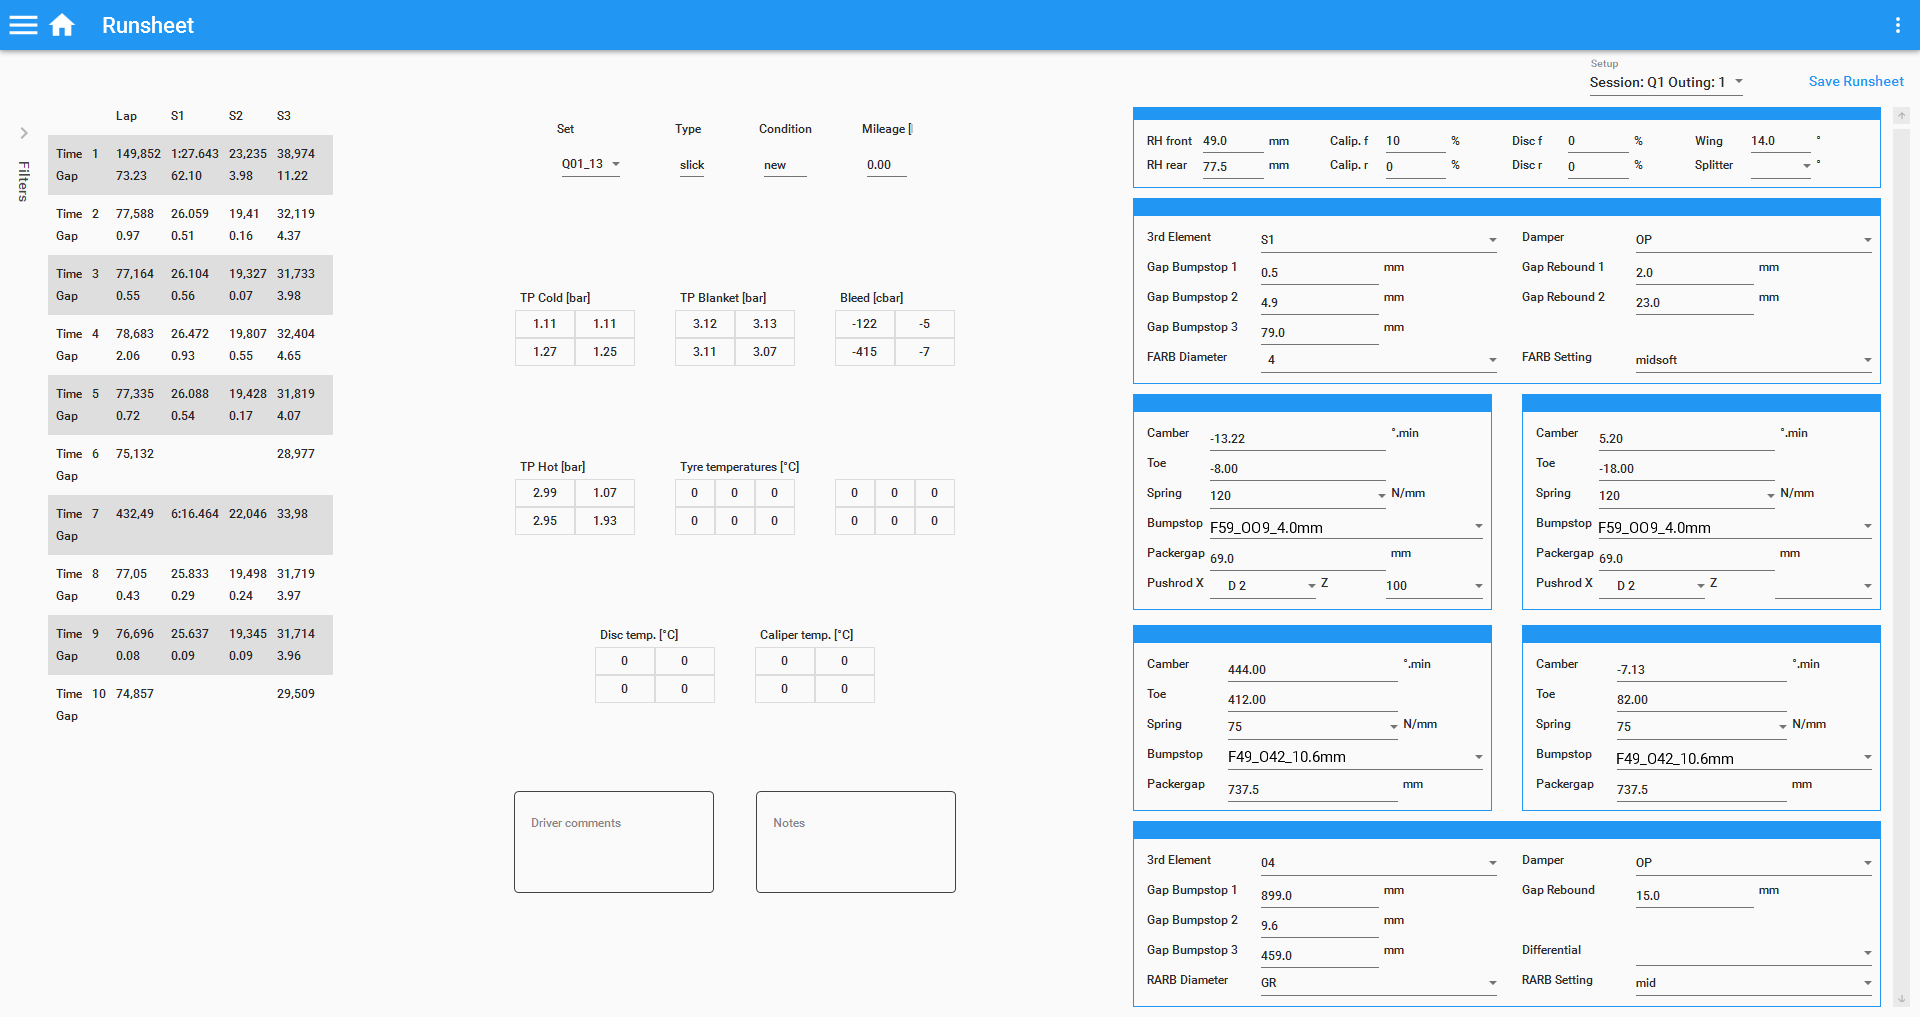 Runsheet
Setup
Session: Q1 Outing: 1
Save Runsheet
Filters
Lap S1 S2 S3
Time 1 149,852 1:27.643 23,235 38,974
Gap 73.23 62.10 3.98 11.22
Time 2 77,588 26.059 19,41 32,119
Gap 0.97 0.51 0.16 4.37
Time 3 77,164 26.104 19,327 31,733
Gap 0.55 0.56 0.07 3.98
Time 4 78,683 26.472 19,807 32,404
Gap 2.06 0.93 0.55 4.65
Time 5 77,335 26.088 19,428 31,819
Gap 0.72 0.54 0.17 4.07
Time 6 75,132 28,977
Gap
Time 7 432,49 6:16.464 22,046 33,98
Gap
Time 8 77,05 25.833 19,498 31,719
Gap 0.43 0.29 0.24 3.97
Time 9 76,696 25.637 19,345 31,714
Gap 0.08 0.09 0.09 3.96
Time 10 74,857 29,509
Gap
Set Type Condition Mileage [
Q01_13 slick new 0.00
TP Cold [bar] TP Blanket [bar] Bleed [cbar]
1.11 1.11 3.12 3.13 -122 -5
1.27 1.25 3.11 3.07 -415 -7
TP Hot [bar] Tyre temperatures [°C]
2.99 1.07 0 0 0 0 0 0
2.95 1.93 0 0 0 0 0 0
Disc temp. [°C] Caliper temp. [°C]
0 0 0 0
0 0 0 0
Driver comments Notes
RH front 49.0 mm Calip. f 10 % Disc f 0 % Wing 14.0 °
RH rear 77.5 mm Calip. r 0 % Disc r 0 % Splitter °
3rd Element S1 Damper OP
Gap Bumpstop 1 0.5 mm Gap Rebound 1 2.0 mm
Gap Bumpstop 2 4.9 mm Gap Rebound 2 23.0 mm
Gap Bumpstop 3 79.0 mm
FARB Diameter 4 FARB Setting midsoft
Camber -13.22 °.min
Toe -8.00
Spring 120 N/mm
Bumpstop F59_OO9_4.0mm
Packergap 69.0 mm
Pushrod X D 2 Z 100
Camber 5.20 °.min
Toe -18.00
Spring 120 N/mm
Bumpstop F59_OO9_4.0mm
Packergap 69.0 mm
Pushrod X D 2 Z
Camber 444.00 °.min
Toe 412.00
Spring 75 N/mm
Bumpstop F49_O42_10.6mm
Packergap 737.5 mm
Camber -7.13 °.min
Toe 82.00
Spring 75 N/mm
Bumpstop F49_O42_10.6mm
Packergap 737.5 mm
3rd Element 04 Damper OP
Gap Bumpstop 1 899.0 mm Gap Rebound 15.0 mm
Gap Bumpstop 2 9.6 mm
Gap Bumpstop 3 459.0 mm Differential
RARB Diameter GR RARB Setting mid